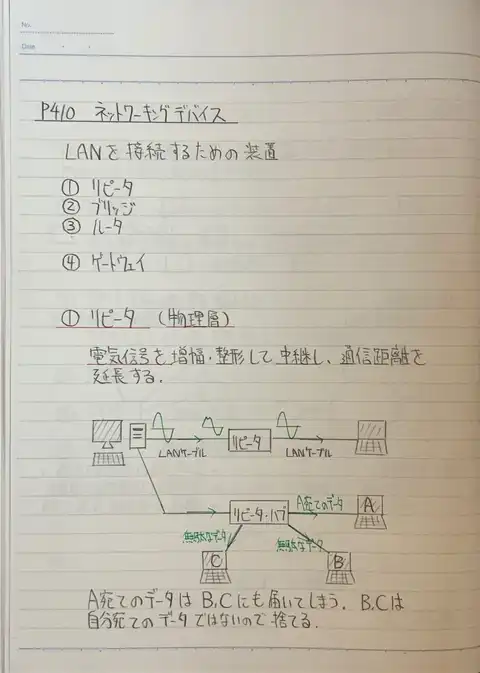 No.
Date
P410 ネットワーキングデバイス
LANを接続するための装置
① リピータ
② ブリッジ
③ ルータ
④ ゲートウェイ
① リピータ (物理層)
電気信号を増幅・整形して中継し、通信距離を
延長する.
リピータ
LANケーブル LANケーブル
A宛てのデータ
リピータ・ハブ A
無駄なデータ 無駄なデータ
C B
A宛てのデータはB,Cにも届いてしまう. B,Cは
自分宛てのデータではないので捨てる.